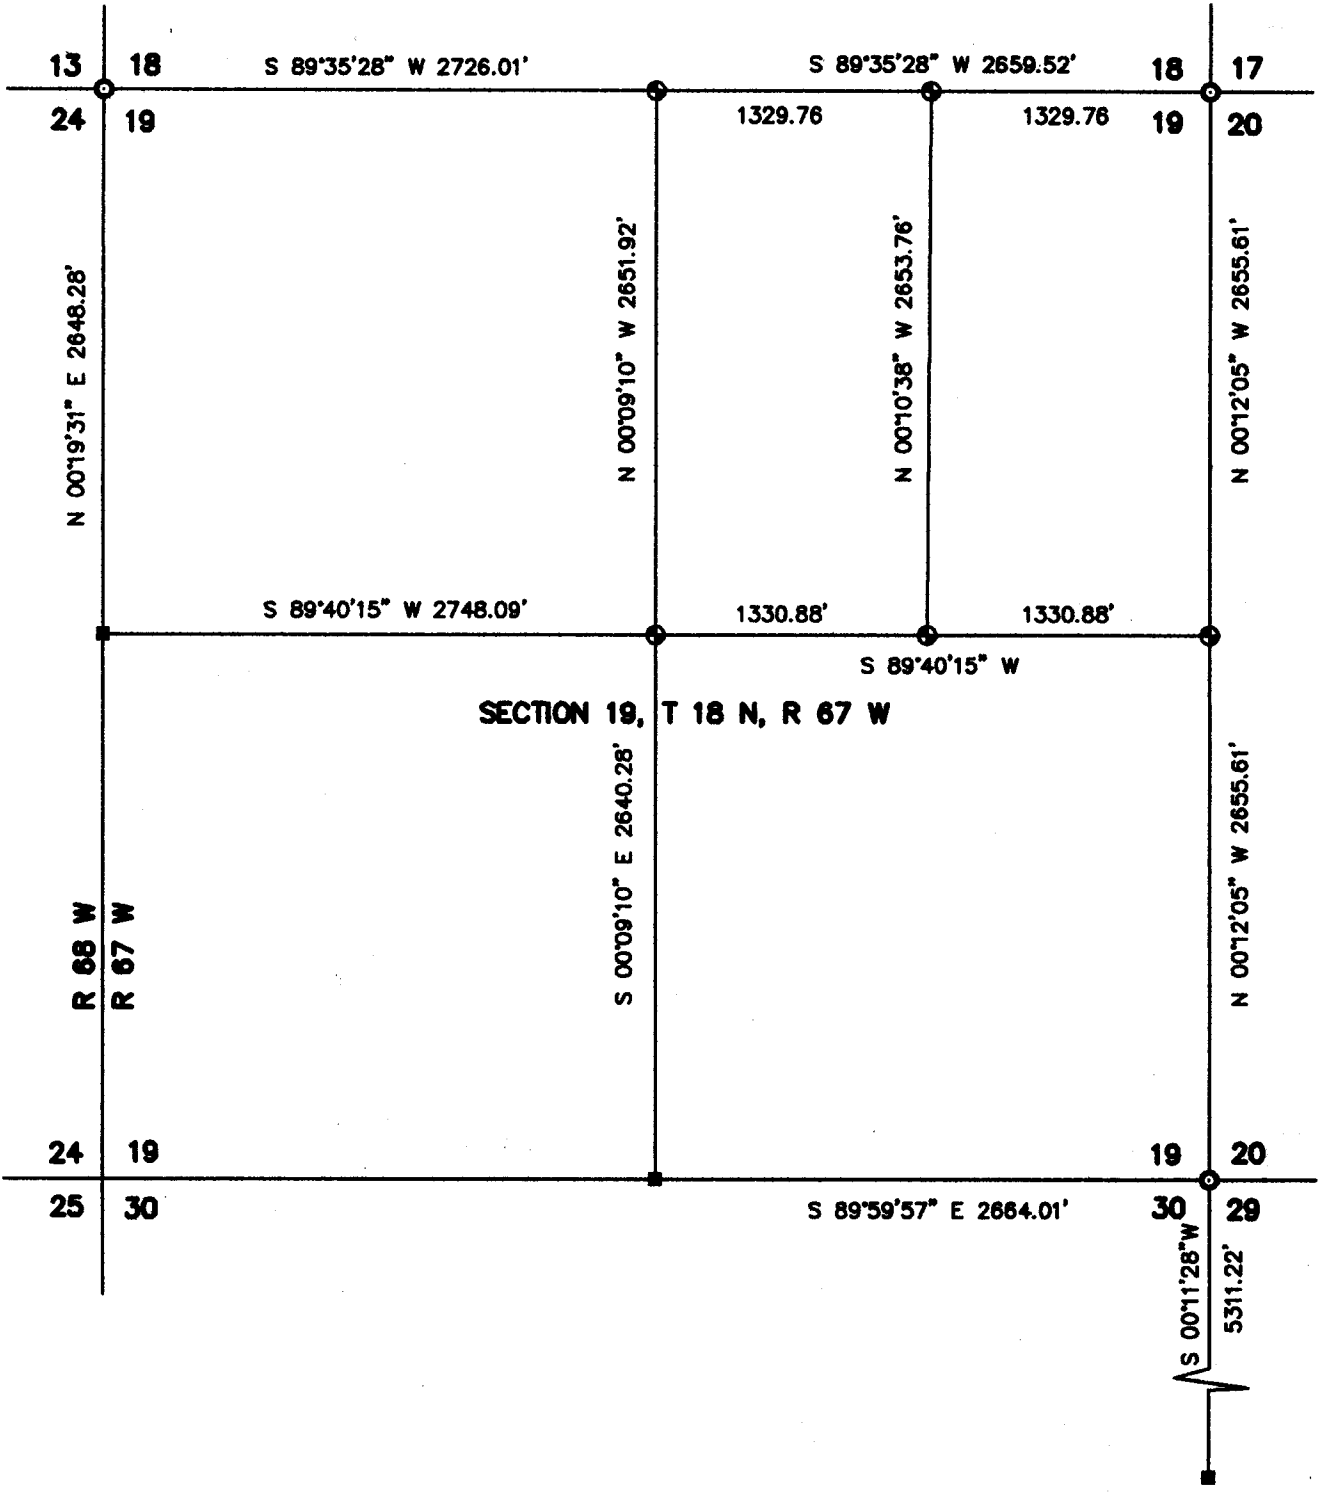 13 18
S 89°35'28" W 2726.01'
S 89°35'28" W 2659.52'
18 17
24 19
1329.76
1329.76
19 20
N 00°19'31" E 2648.28'
N 00°09'10" W 2651.92'
N 00°10'38" W 2653.76'
N 00°12'05" W 2655.61'
S 89°40'15" W 2748.09'
1330.88'
1330.88'
S 89°40'15" W
SECTION 19, T 18 N, R 67 W
S 00°09'10" E 2640.28'
N 00°12'05" W 2655.61'
R 68 W
R 67 W
24 19
19 20
25 30
S 89°59'57" E 2664.01'
30 29
S 00°11'28" W
5311.22'